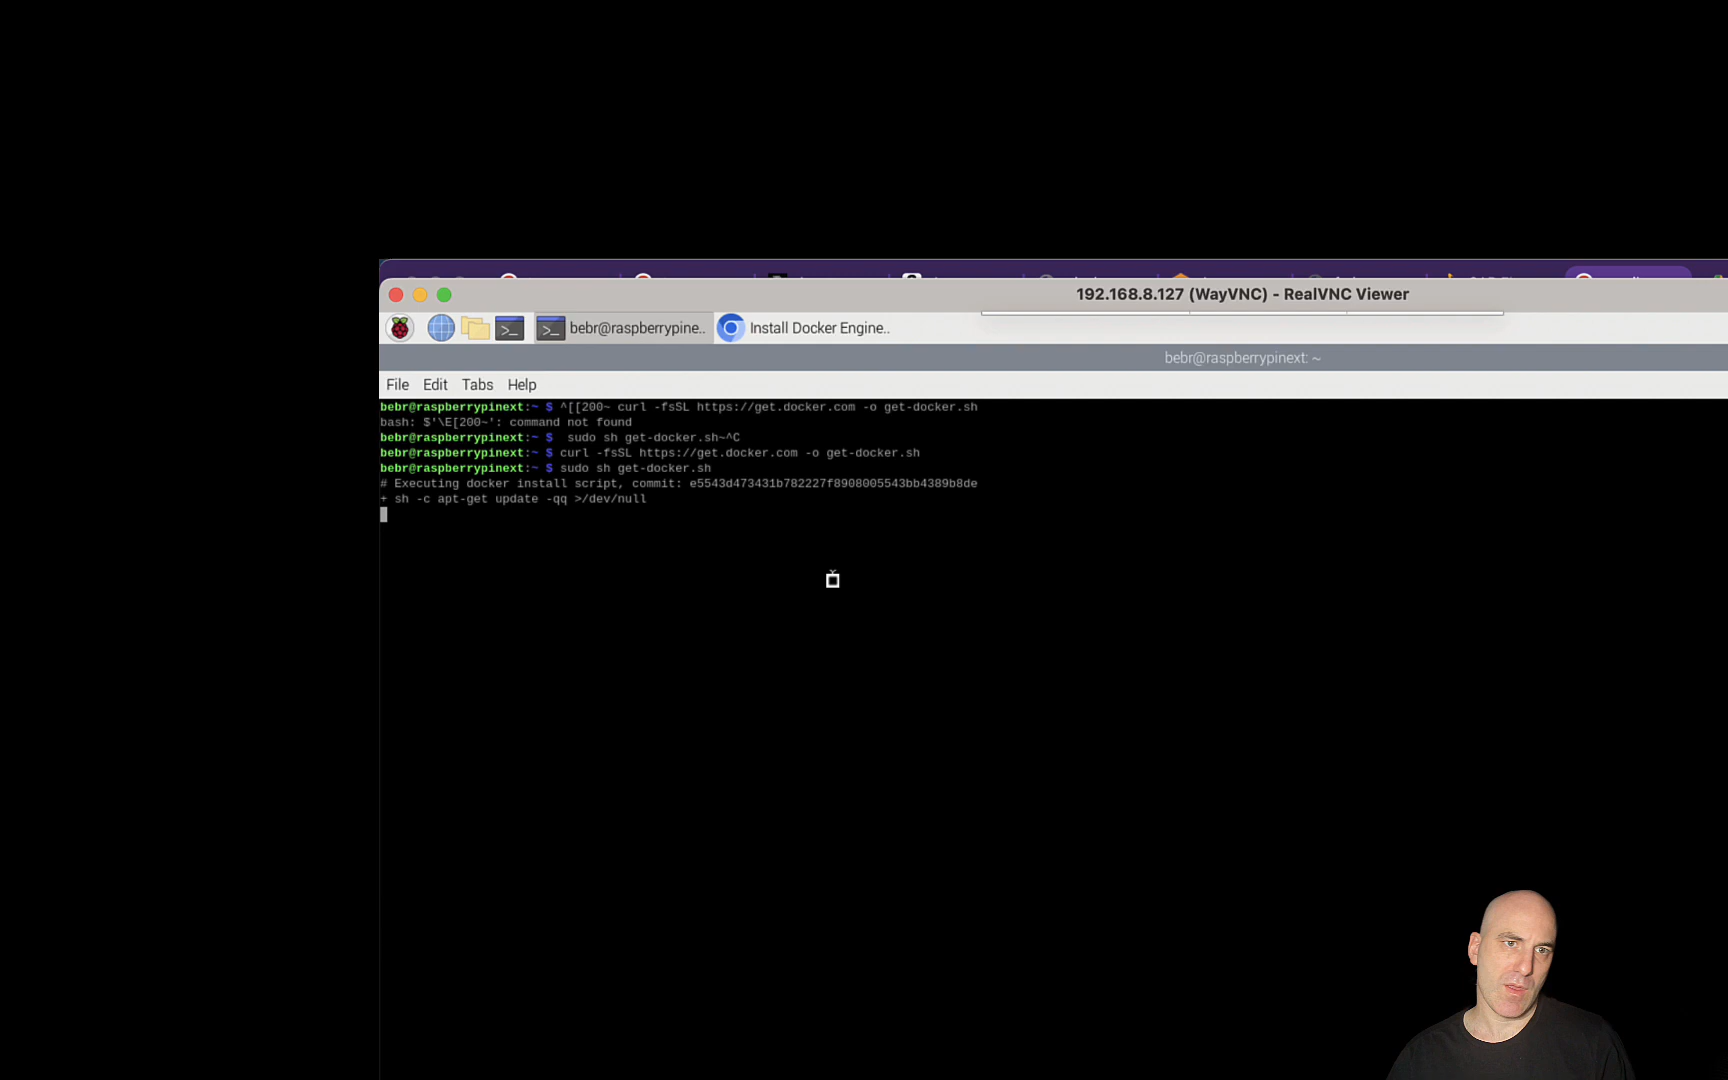 192.168.8.127 (WayVNC) - RealVNC Viewer
bebr@raspberrypine.. Install Docker Engine..
bebr@raspberrypinext: ~
File Edit Tabs Help
bebr@raspberrypinext:~ $ ^[[200~ curl -fsSL https://get.docker.com -o get-docker.sh
bash: $'\E[200~': command not found
bebr@raspberrypinext:~ $  sudo sh get-docker.sh~^C
bebr@raspberrypinext:~ $ curl -fsSL https://get.docker.com -o get-docker.sh
bebr@raspberrypinext:~ $ sudo sh get-docker.sh
# Executing docker install script, commit: e5543d473431b782227f8908005543bb4389b8de
+ sh -c apt-get update -qq >/dev/null